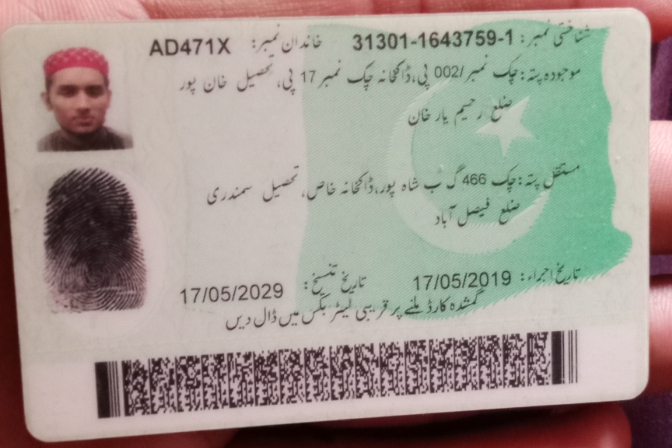 شناختی نمبر: 31301-1643759-1 خاندان نمبر: AD471X
موجودہ پتہ: چک نمبر/002 پی، ڈاکخانہ چک نمبر 17 پی، تحصیل خان پور
ضلع رحیم یار خان
مستقل پتہ: چک 466 گ ب شاہ پور، ڈاکخانہ خاص، تحصیل سمندری
ضلع فیصل آباد
تاریخ اجراء: 17/05/2019 تاریخ تنسیخ: 17/05/2029
گمشدہ کارڈ ملنے پر قریبی لیٹر بکس میں ڈال دیں